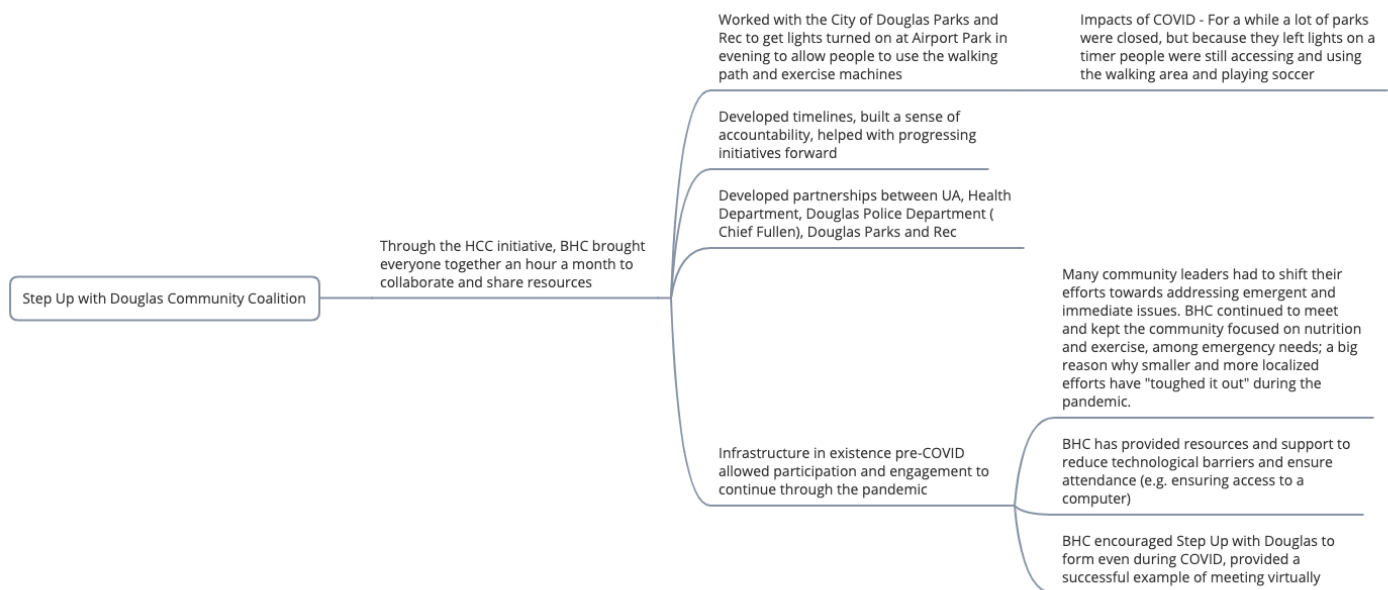 Step Up with Douglas Community Coalition
Through the HCC initiative, BHC brought
everyone together an hour a month to
collaborate and share resources
Worked with the City of Douglas Parks and
Rec to get lights turned on at Airport Park in
evening to allow people to use the walking
path and exercise machines
Impacts of COVID - For a while a lot of parks
were closed, but because they left lights on a
timer people were still accessing and using
the walking area and playing soccer
Developed timelines, built a sense of
accountability, helped with progressing
initiatives forward
Developed partnerships between UA, Health
Department, Douglas Police Department (
Chief Fullen), Douglas Parks and Rec
Infrastructure in existence pre-COVID
allowed participation and engagement to
continue through the pandemic
Many community leaders had to shift their
efforts towards addressing emergent and
immediate issues. BHC continued to meet
and kept the community focused on nutrition
and exercise, among emergency needs; a big
reason why smaller and more localized
efforts have "toughed it out" during the
pandemic.
BHC has provided resources and support to
reduce technological barriers and ensure
attendance (e.g. ensuring access to a
computer)
BHC encouraged Step Up with Douglas to
form even during COVID, provided a
successful example of meeting virtually